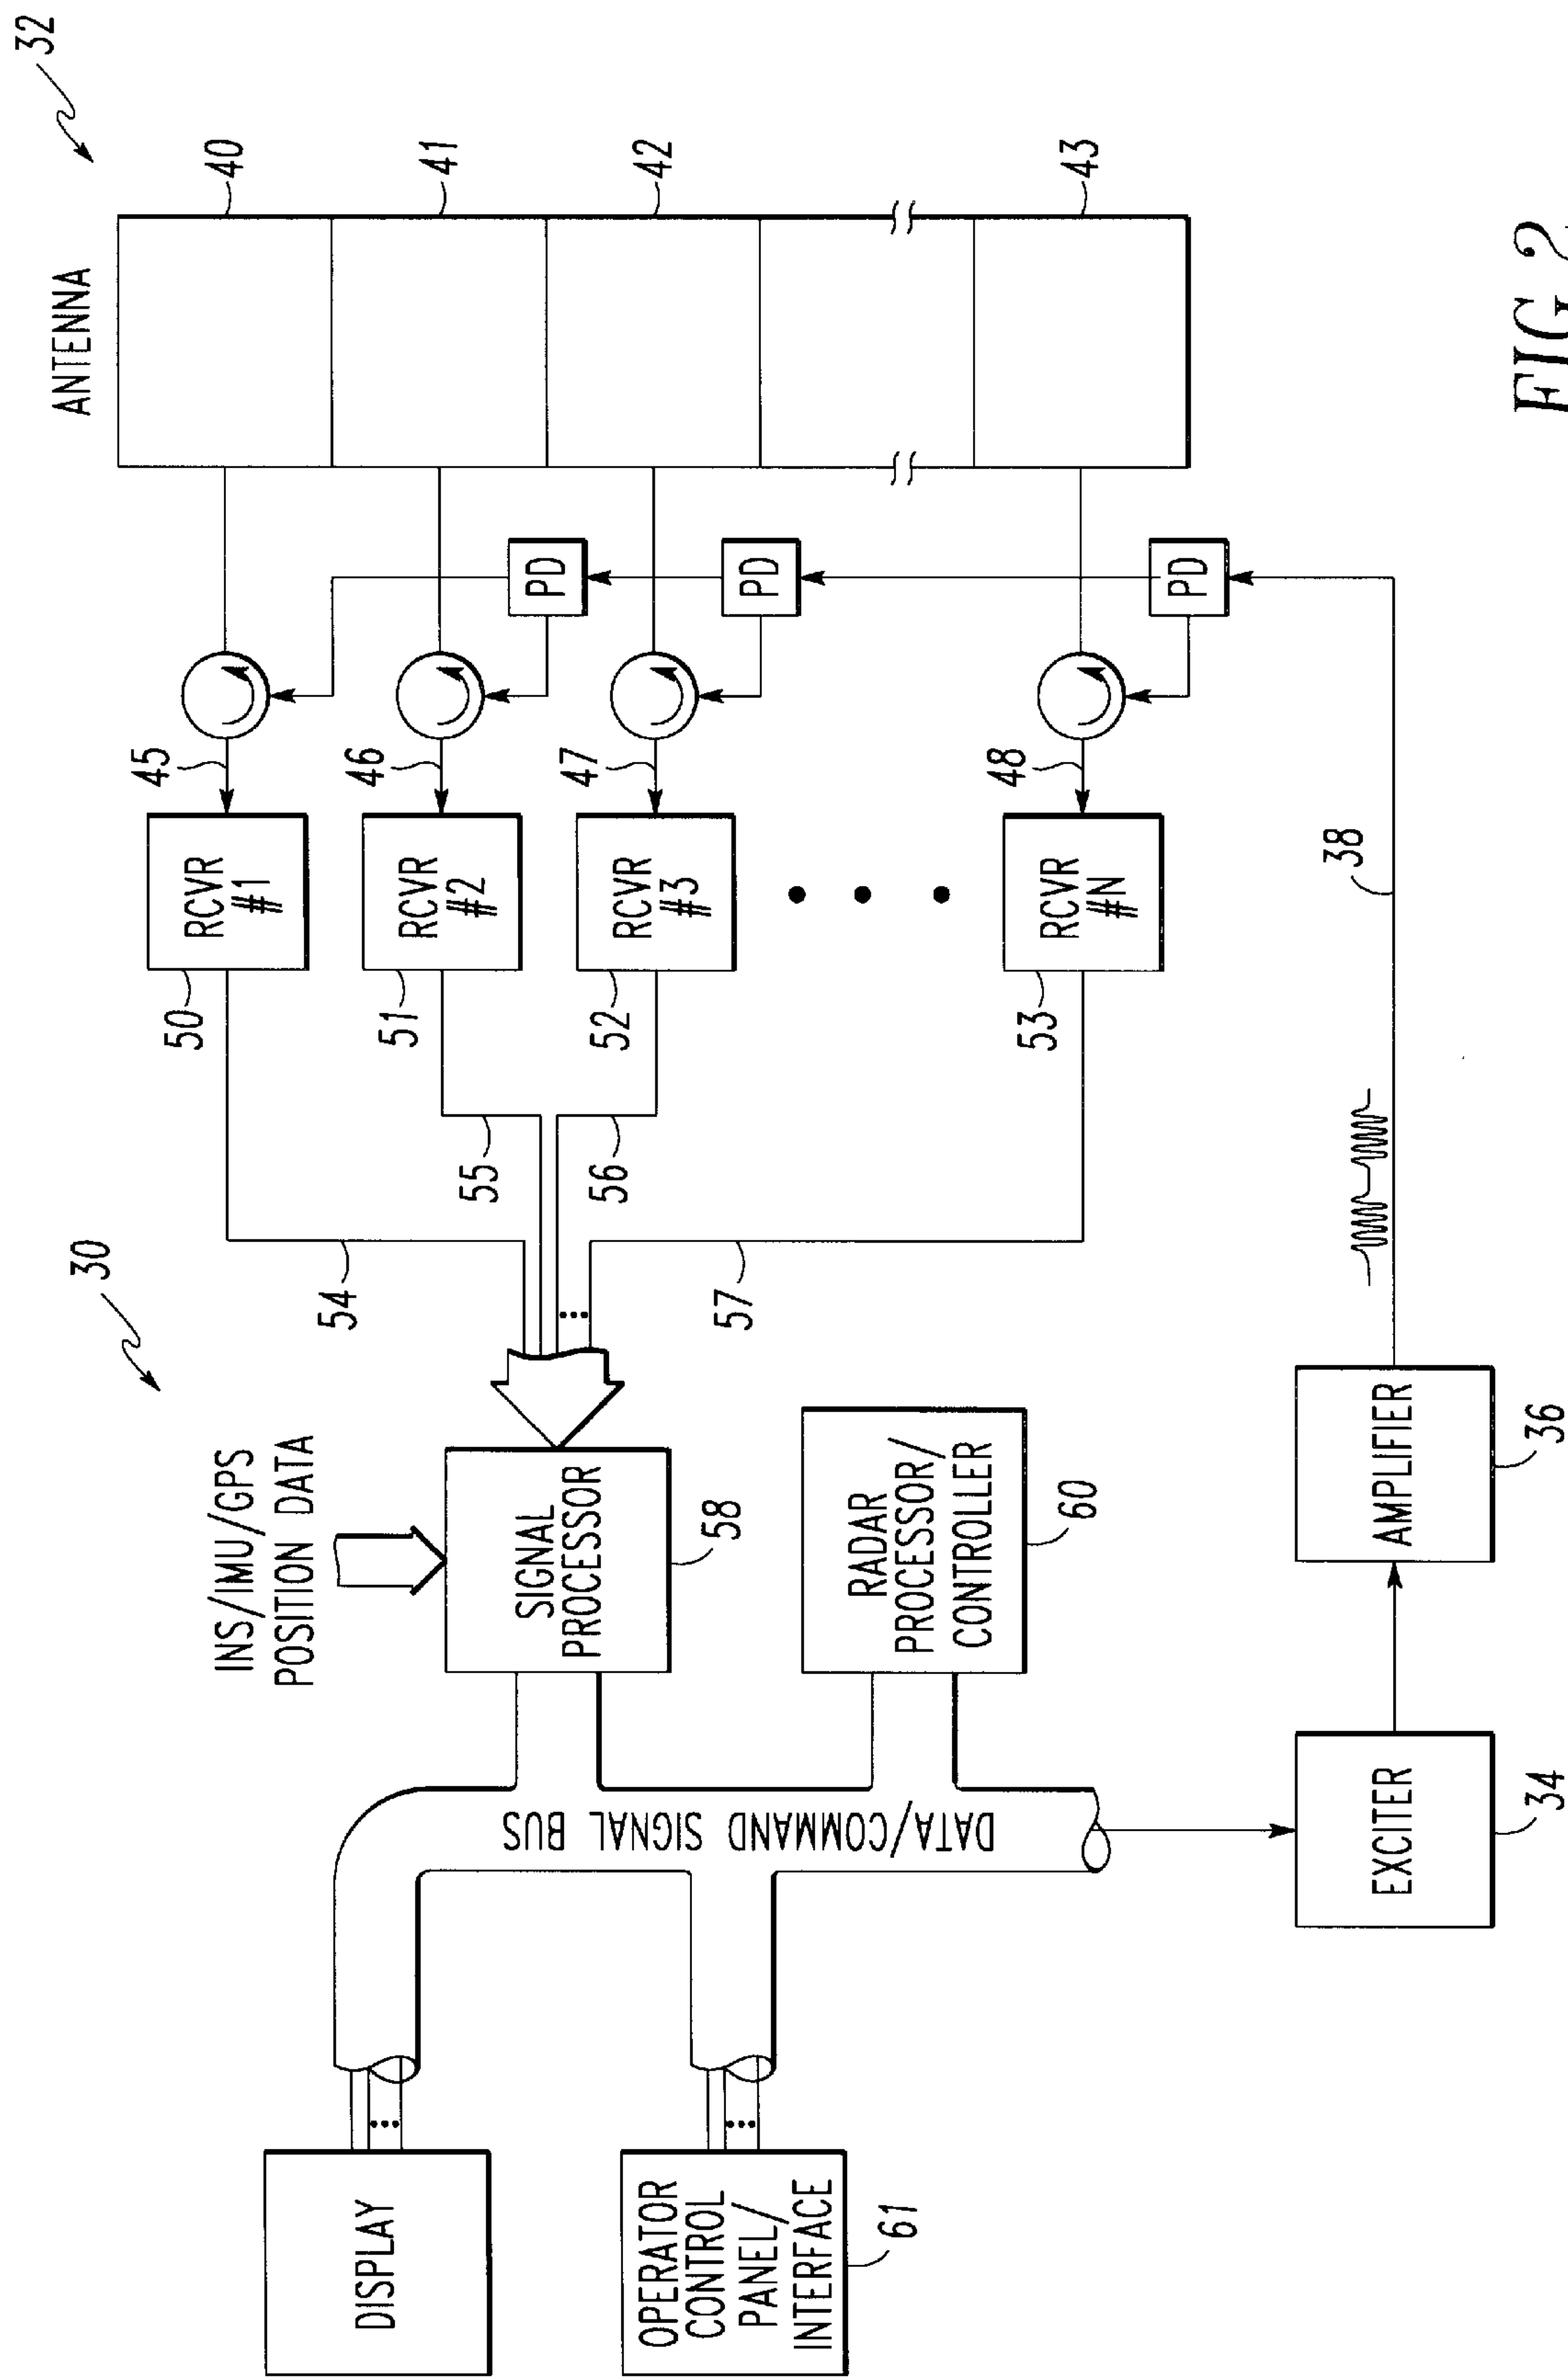 30
32
ANTENNA
40
41
42
43
45
46
47
48
PD
PD
PD
RCVR
#1
50
RCVR
#2
51
RCVR
#3
52
RCVR
#N
53
54
55
56
57
INS/IMU/GPS
POSITION DATA
SIGNAL
PROCESSOR
58
RADAR
PROCESSOR/
CONTROLLER
60
DATA/COMMAND SIGNAL BUS
DISPLAY
OPERATOR
CONTROL
PANEL/
INTERFACE
61
EXCITER
34
AMPLIFIER
36
38
FIG. 2